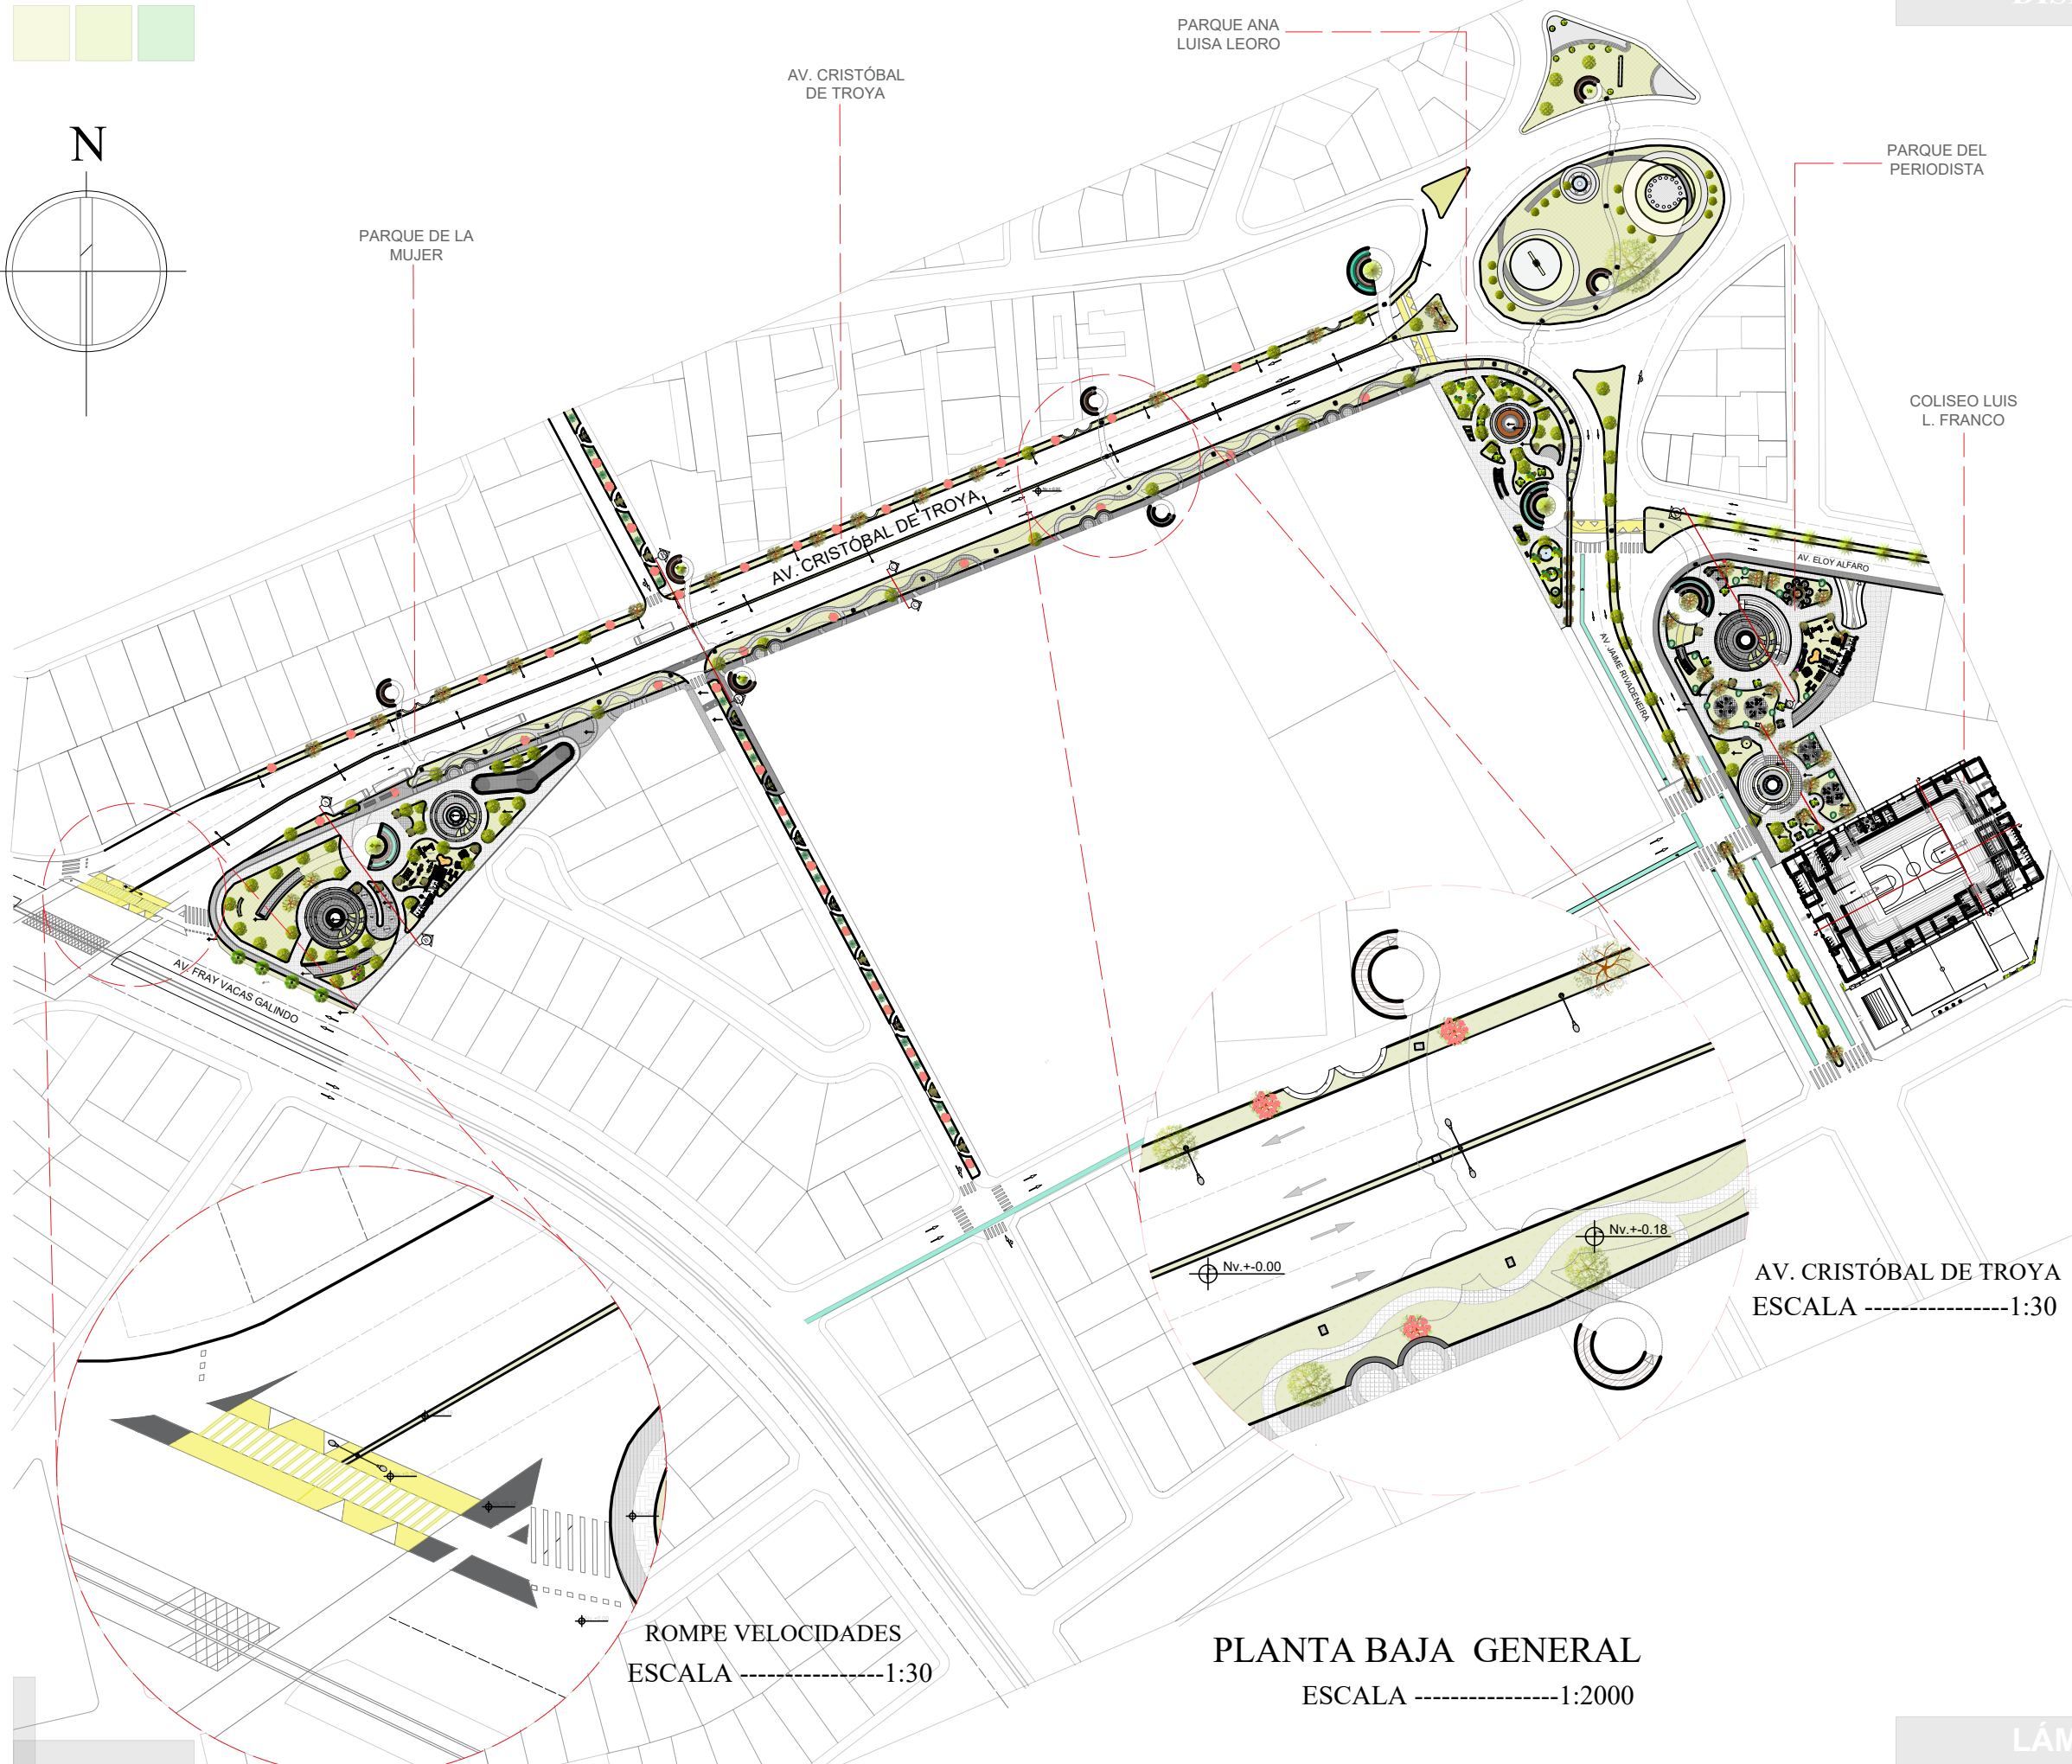 PARQUE ANA
LUISA LEORO
AV. CRISTÓBAL
DE TROYA
N
PARQUE DEL
PERIODISTA
PARQUE DE LA
MUJER
COLISEO LUIS
L. FRANCO
AV. CRISTÓBAL DE TROYA
AV. ELOY ALFARO
AV. JAIME RIVADENEIRA
AV. FRAY VACAS GALINDO
Nv.+-0.18
Nv.+-0.00
AV. CRISTÓBAL DE TROYA
ESCALA ----------------1:30
ROMPE VELOCIDADES
ESCALA ----------------1:30
PLANTA BAJA GENERAL
ESCALA ----------------1:2000